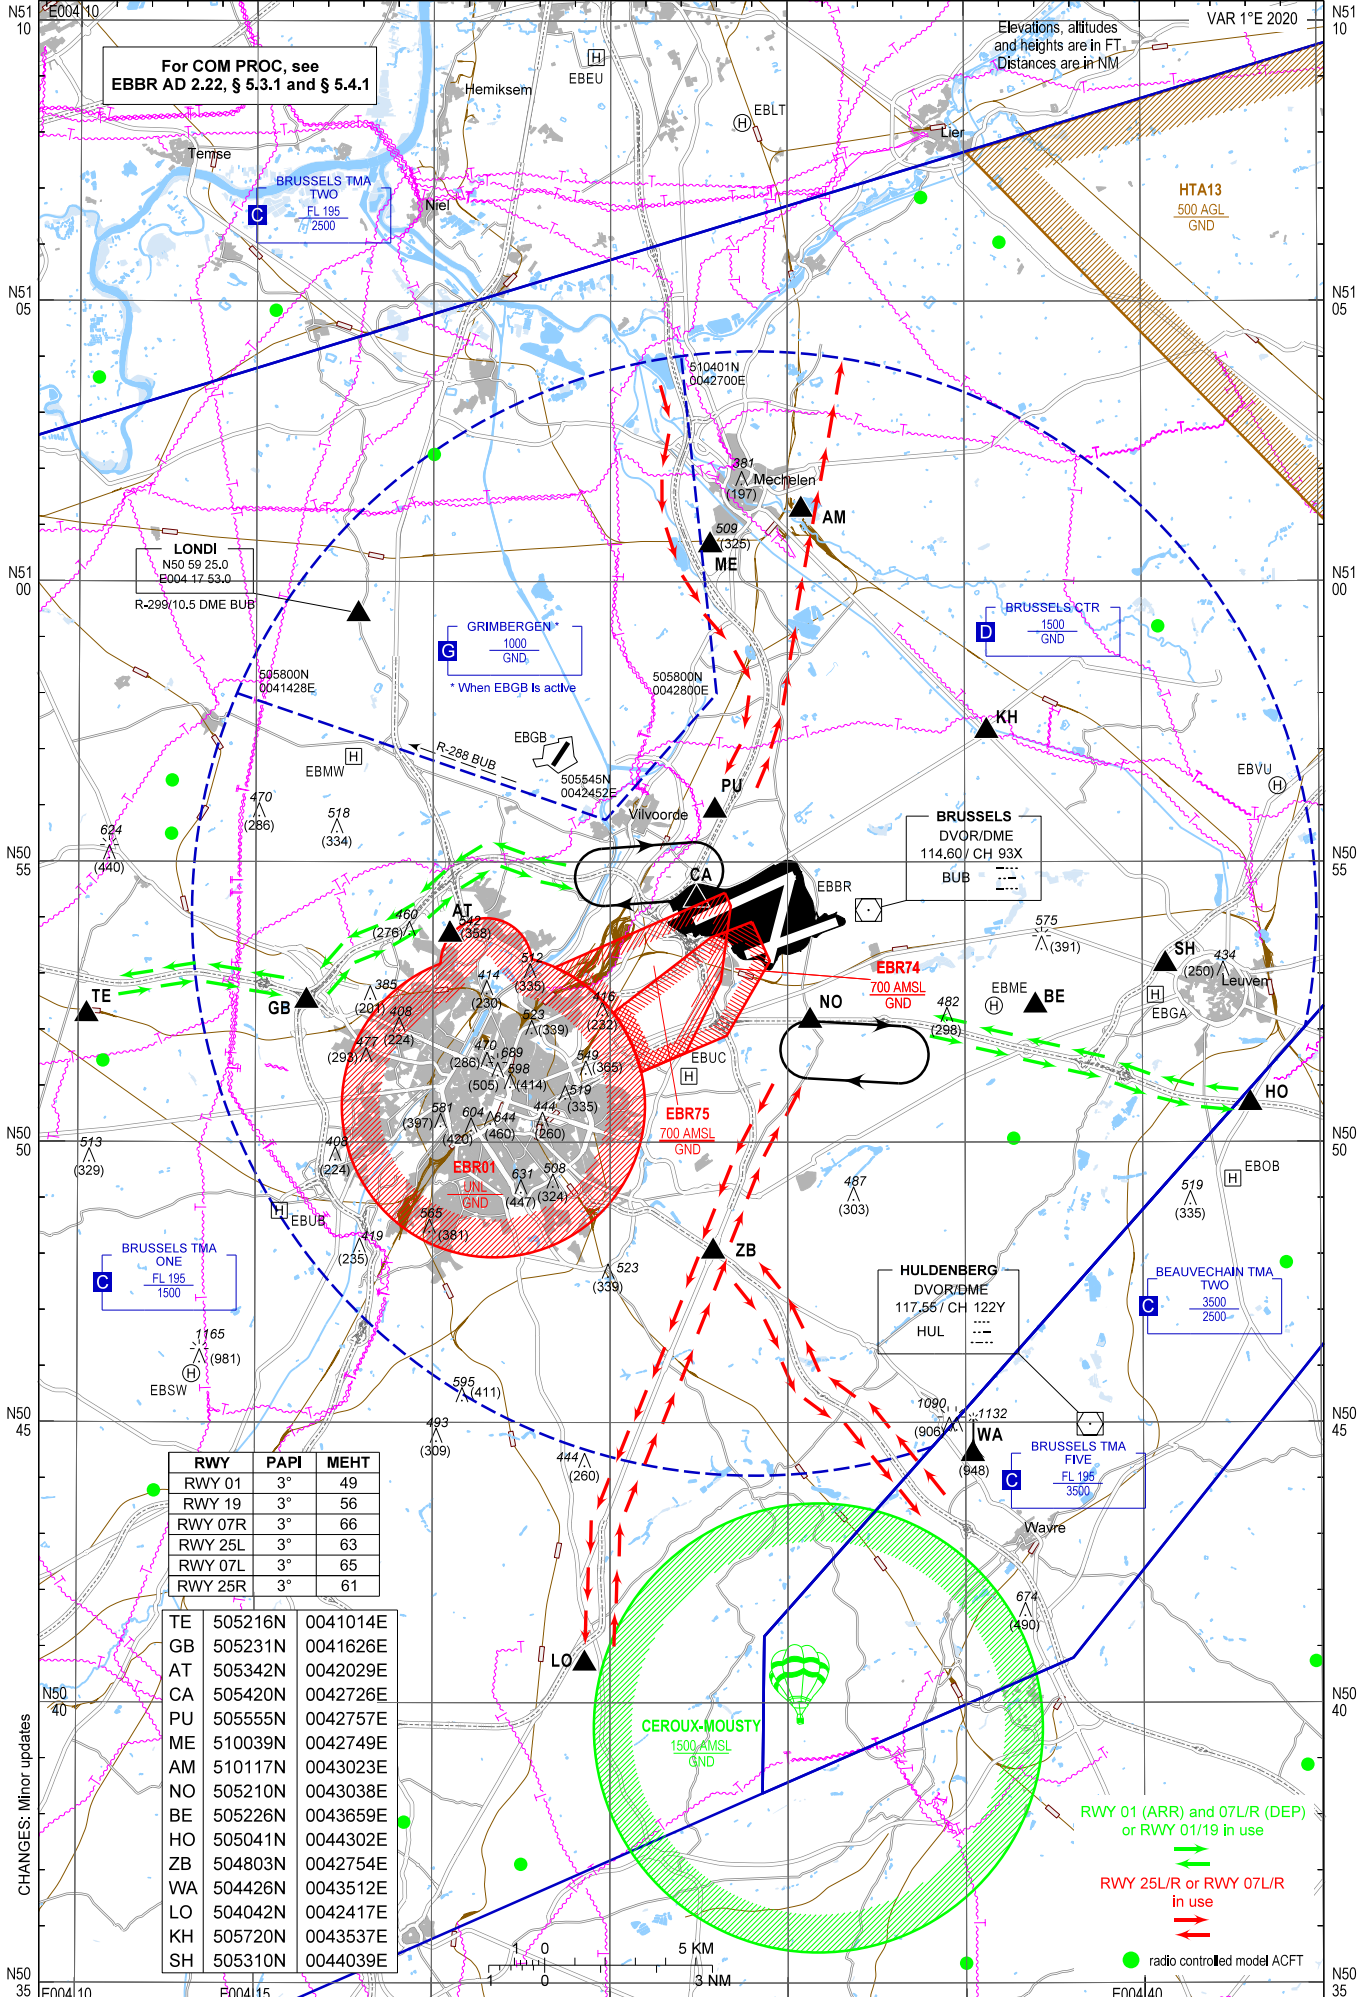 E004 10
N51
10
VAR 1°E 2020
N51
10
Elevations, altitudes
and heights are in FT
Distances are in NM
For COM PROC, see
EBBR AD 2.22, § 5.3.1 and § 5.4.1
EBEU
H
Hemiksem
EBLT
H
Lier
Temse
BRUSSELS TMA
TWO
C
FL 195
2500
Niel
HTA13
500 AGL
GND
N51
05
N51
05
510401N
0042700E
381
(197)
Mechelen
AM
509
(325)
ME
LONDI
N50 59 25.0
E004 17 53.0
R-299/10.5 DME BUB
N51
00
N51
00
BRUSSELS CTR
D
1500
GND
GRIMBERGEN *
G
1000
GND
* When EBGB is active
505800N
0041428E
505800N
0042800E
KH
EBGB
R-288 BUB
EBMW
H
505545N
0042452E
EBVU
H
PU
Vilvoorde
470
(286)
518
(334)
624
(440)
BRUSSELS
DVOR/DME
114.60 / CH 93X
BUB
N50
55
N50
55
CA
EBBR
AT
542
(358)
460
(276)
575
(391)
SH
434
(250)
Leuven
512
(335)
EBR74
700 AMSL
GND
TE
GB
385
(201)
414
(230)
416
(232)
NO
EBME
H
BE
H
EBGA
482
(298)
408
(224)
523
(339)
477
(293)
470
(286)
689
(505)
598
(414)
549
(365)
EBUC
H
519
(335)
HO
581
(397)
604
(420)
644
(460)
444
(260)
EBR75
700 AMSL
GND
N50
50
N50
50
513
(329)
408
(224)
EBR01
UNL
GND
631
(447)
508
(324)
487
(303)
EBOB
H
519
(335)
H
EBUB
565
(381)
419
(235)
ZB
BRUSSELS TMA
ONE
C
FL 195
1500
523
(339)
HULDENBERG
DVOR/DME
117.55 / CH 122Y
HUL
BEAUVECHAIN TMA
TWO
C
3500
2500
1165
(981)
H
EBSW
595
(411)
493
(309)
444
(260)
1090
(906)
1132
WA
(948)
N50
45
N50
45
BRUSSELS TMA
FIVE
C
FL 195
3500
Wavre
RWY PAPI MEHT
RWY 01 3° 49
RWY 19 3° 56
RWY 07R 3° 66
RWY 25L 3° 63
RWY 07L 3° 65
RWY 25R 3° 61
674
(490)
TE 505216N 0041014E
GB 505231N 0041626E
AT 505342N 0042029E
CA 505420N 0042726E
PU 505555N 0042757E
ME 510039N 0042749E
AM 510117N 0043023E
NO 505210N 0043038E
BE 505226N 0043659E
HO 505041N 0044302E
ZB 504803N 0042754E
WA 504426N 0043512E
LO 504042N 0042417E
KH 505720N 0043537E
SH 505310N 0044039E
LO
N50
40
N50
40
CEROUX-MOUSTY
1500 AMSL
GND
CHANGES: Minor updates
RWY 01 (ARR) and 07L/R (DEP)
or RWY 01/19 in use
RWY 25L/R or RWY 07L/R
in use
radio controlled model ACFT
1 0 5 KM
1 0 3 NM
N50
35
N50
35
E004 10
E004 15
E004 40